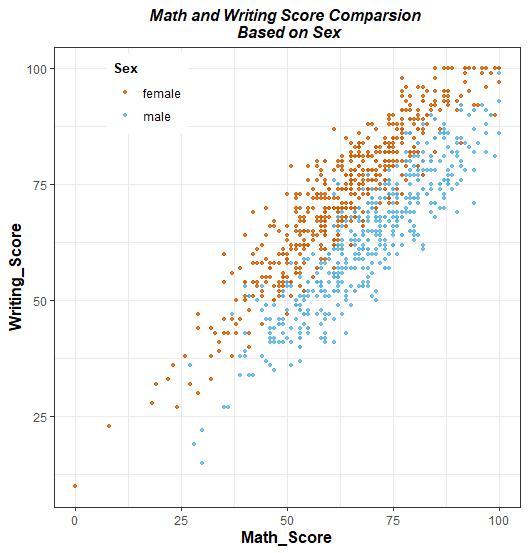 Math and Writing Score Comparsion
Based on Sex
Sex
female
male
Writing_Score
100
75
50
25
0
25
50
75
100
Math_Score